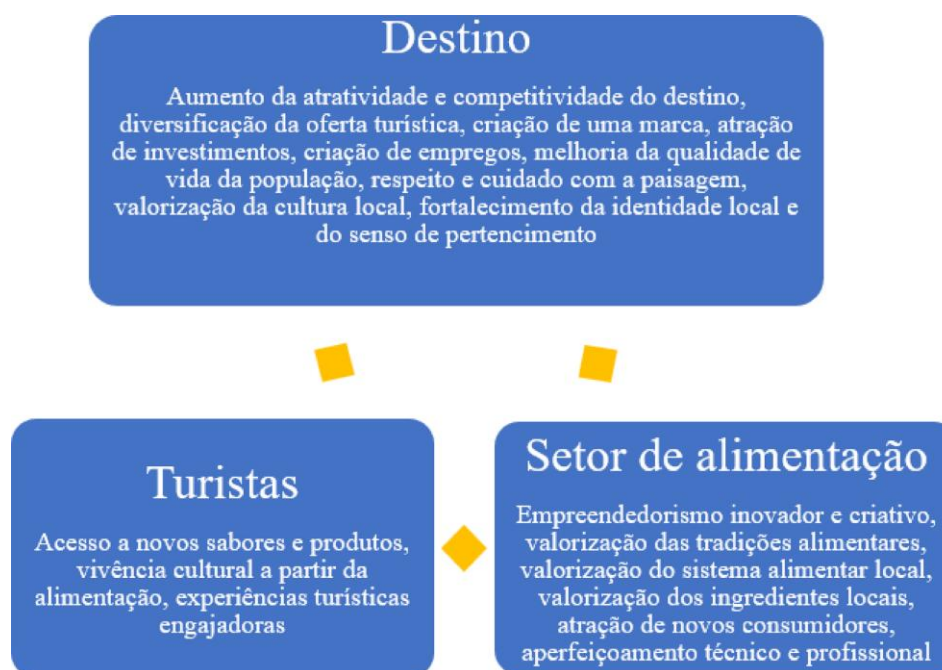 Destino
Aumento da atratividade e competitividade do destino,
diversificação da oferta turística, criação de uma marca, atração
de investimentos, criação de empregos, melhoria da qualidade de
vida da população, respeito e cuidado com a paisagem,
valorização da cultura local, fortalecimento da identidade local e
do senso de pertencimento
Turistas
Acesso a novos sabores e produtos,
vivência cultural a partir da
alimentação, experiências turísticas
engajadoras
Setor de alimentação
Empreendedorismo inovador e criativo,
valorização das tradições alimentares,
valorização do sistema alimentar local,
valorização dos ingredientes locais,
atração de novos consumidores,
aperfeiçoamento técnico e profissional